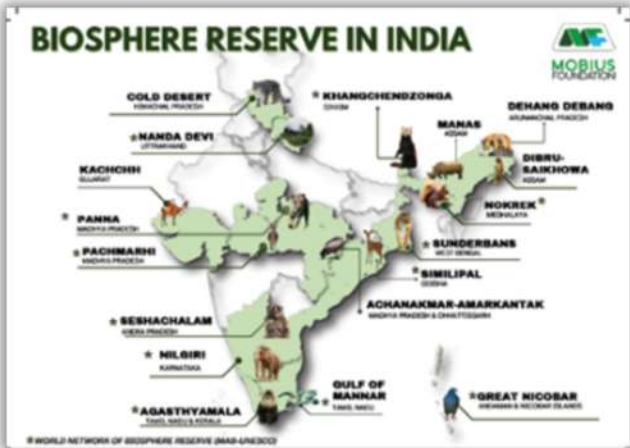 BIOSPHERE RESERVE IN INDIA
MOBIUS
FOUNDATION
COLD DESERT
HIMACHAL PRADESH
* KHANGCHENDZONGA
SIKKIM
DEHANG DEBANG
ARUNANCHAL PRADESH
MANAS
ASSAM
* NANDA DEVI
UTTARAKHAND
DIBRU-
SAIKHOWA
ASSAM
KACHCHH
GUJARAT
NOKREK *
MEGHALAYA
* PANNA
MADHYA PRADESH
* SUNDERBANS
WEST BENGAL
* PACHMARHI
MADHYA PRADESH
* SIMILIPAL
ODISHA
ACHANAKMAR-AMARKANTAK
MADHYA PRADESH & CHHATTISGARH
* SESHACHALAM
ANDRA PRADESH
* NILGIRI
KARNATAKA
GULF OF
* MANNAR
TAMIL NADU
* GREAT NICOBAR
ANDAMAN & NICOBAR ISLANDS
* AGASTHYAMALA
TAMIL NADU & KERALA
* WORLD NETWORK OF BIOSPHERE RESERVE (MAB-UNESCO)